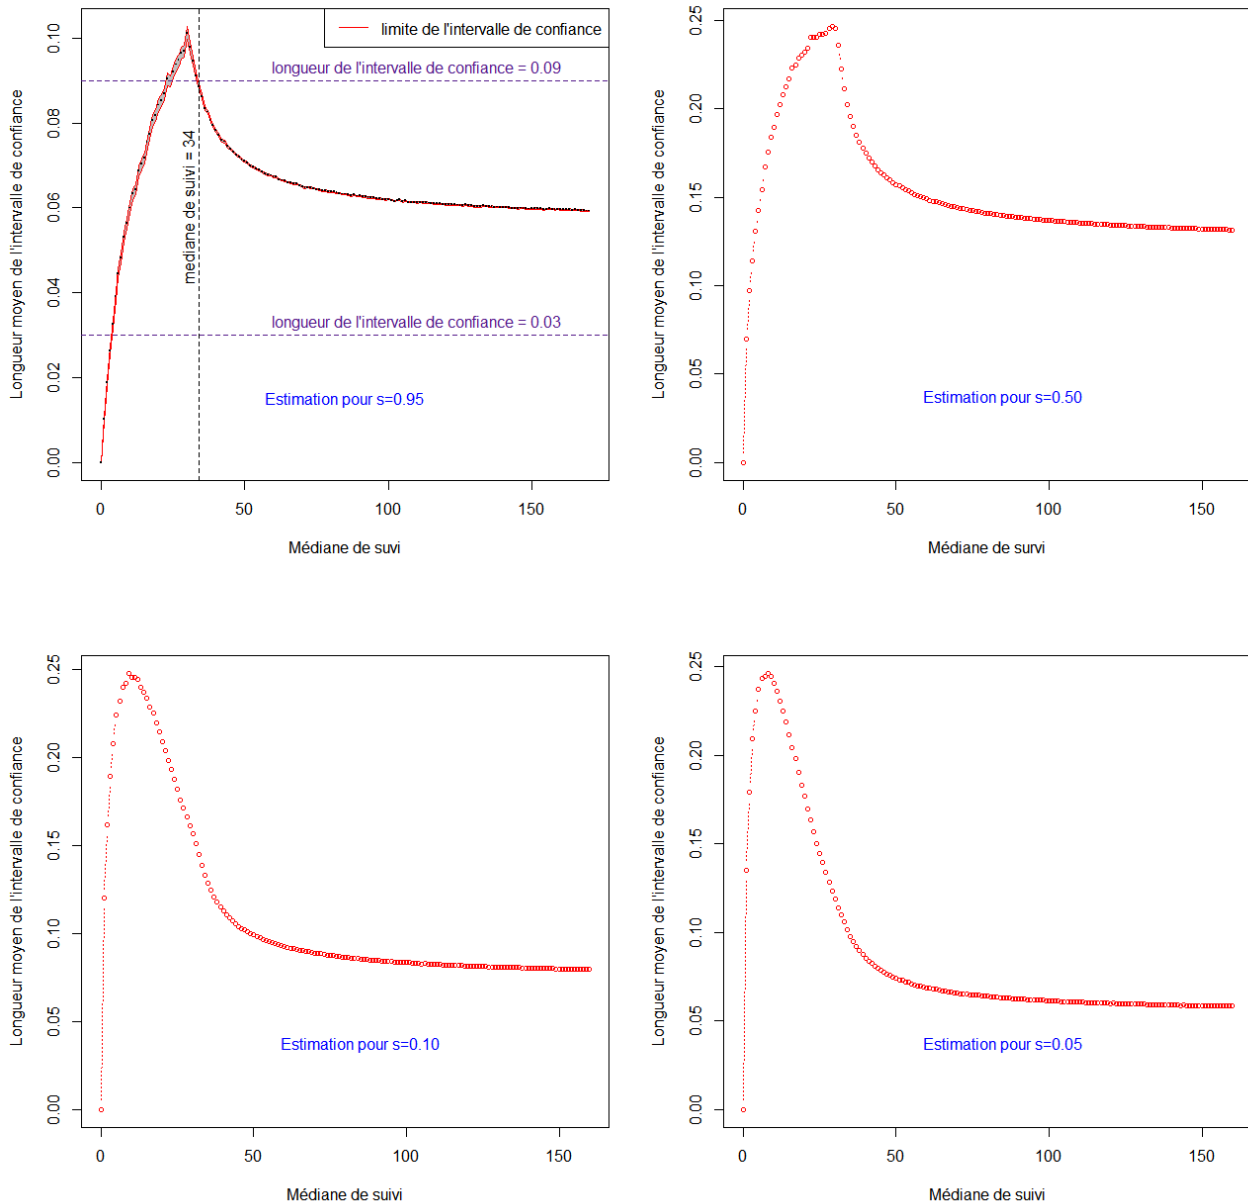 limite de l'intervalle de confiance
longueur de l'intervalle de confiance = 0.09
mediane de suivi = 34
longueur de l'intervalle de confiance = 0.03
Estimation pour s=0.95
Longueur moyen de l'intervalle de confiance
0.00
0.02
0.04
0.06
0.08
0.10
0
50
100
150
Médiane de suvi
Estimation pour s=0.50
Longueur moyen de l'intervalle de confiance
0.00
0.05
0.10
0.15
0.20
0.25
0
50
100
150
Médiane de survi
Estimation pour s=0.10
Longueur moyen de l'intervalle de confiance
0.00
0.05
0.10
0.15
0.20
0.25
0
50
100
150
Médiane de suivi
Estimation pour s=0.05
Longueur moyen de l'intervalle de confiance
0.00
0.05
0.10
0.15
0.20
0.25
0
50
100
150
Médiane de suivi